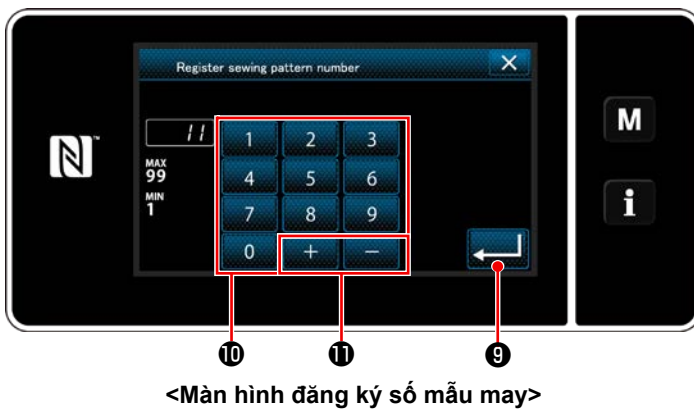 Register sewing pattern number
11
1 2 3
MAX
99
4 5 6
MIN
1
7 8 9
0 + −
M
i
❿ ⓫ ❾
<Màn hình đăng ký số mẫu may>